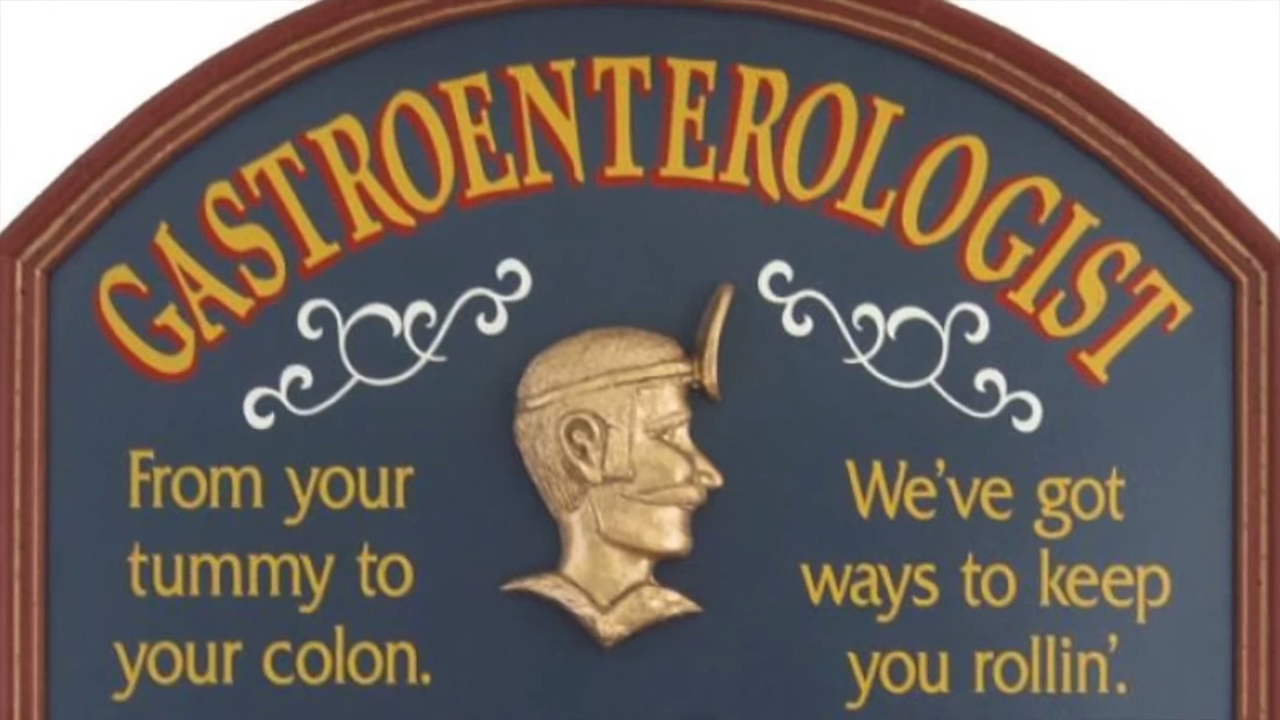 GASTROENTEROLOGIST
From your
tummy to
your colon.
We've got
ways to keep
you rollin'.